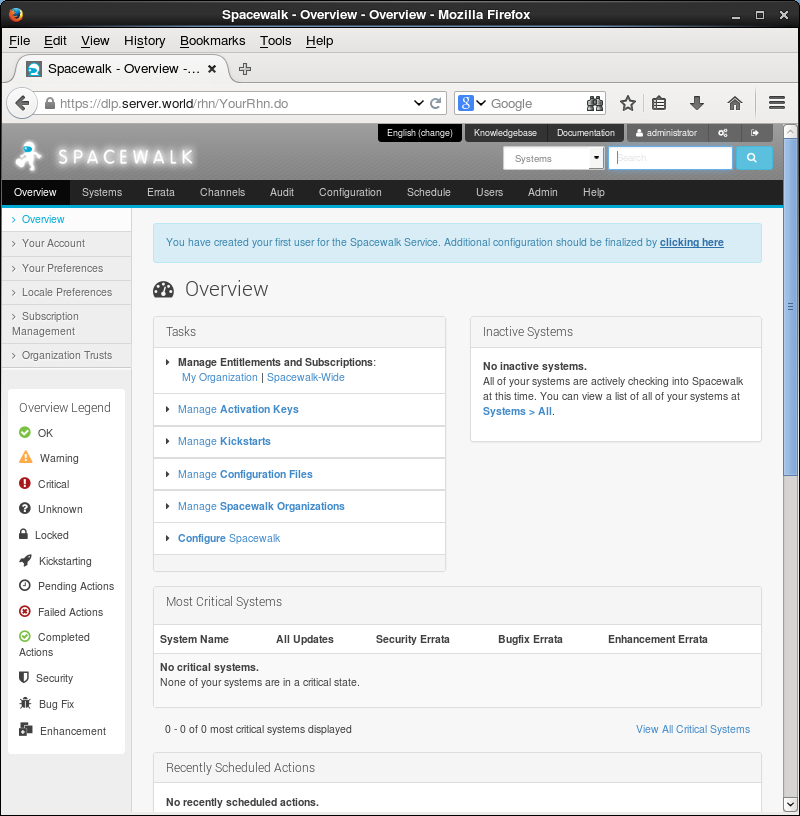 Spacewalk - Overview - Overview - Mozilla Firefox
File Edit View History Bookmarks Tools Help
Spacewalk - Overview -...
https://dlp.server.world/rhn/YourRhn.do
Google
English (change) Knowledgebase Documentation administrator
SPACEWALK
Systems Search
Overview Systems Errata Channels Audit Configuration Schedule Users Admin Help
Overview
Your Account
Your Preferences
Locale Preferences
Subscription
Management
Organization Trusts
Overview Legend
OK
Warning
Critical
Unknown
Locked
Kickstarting
Pending Actions
Failed Actions
Completed
Actions
Security
Bug Fix
Enhancement
You have created your first user for the Spacewalk Service. Additional configuration should be finalized by clicking here
Overview
Tasks
Manage Entitlements and Subscriptions:
My Organization | Spacewalk-Wide
Manage Activation Keys
Manage Kickstarts
Manage Configuration Files
Manage Spacewalk Organizations
Configure Spacewalk
Inactive Systems
No inactive systems.
All of your systems are actively checking into Spacewalk
at this time. You can view a list of all of your systems at
Systems > All.
Most Critical Systems
System Name All Updates Security Errata Bugfix Errata Enhancement Errata
No critical systems.
None of your systems are in a critical state.
0 - 0 of 0 most critical systems displayed View All Critical Systems
Recently Scheduled Actions
No recently scheduled actions.